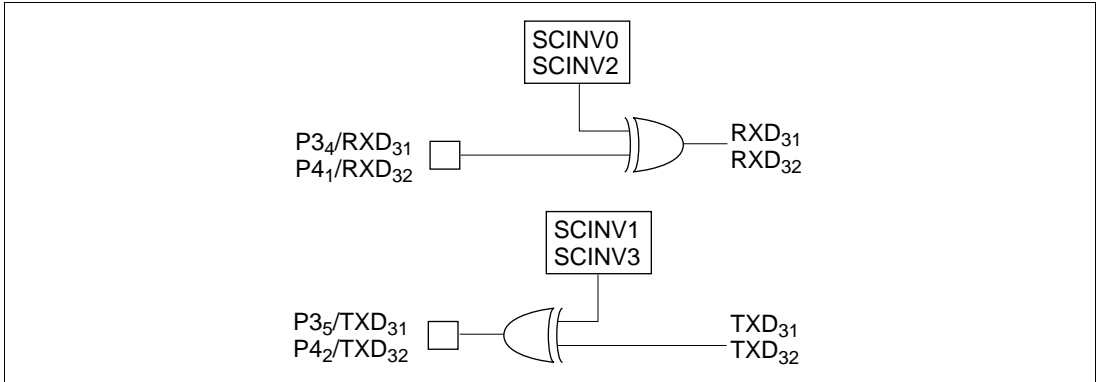 SCINV0
SCINV2
P3₄/RXD₃₁
P4₁/RXD₃₂
RXD₃₁
RXD₃₂
SCINV1
SCINV3
P3₅/TXD₃₁
P4₂/TXD₃₂
TXD₃₁
TXD₃₂